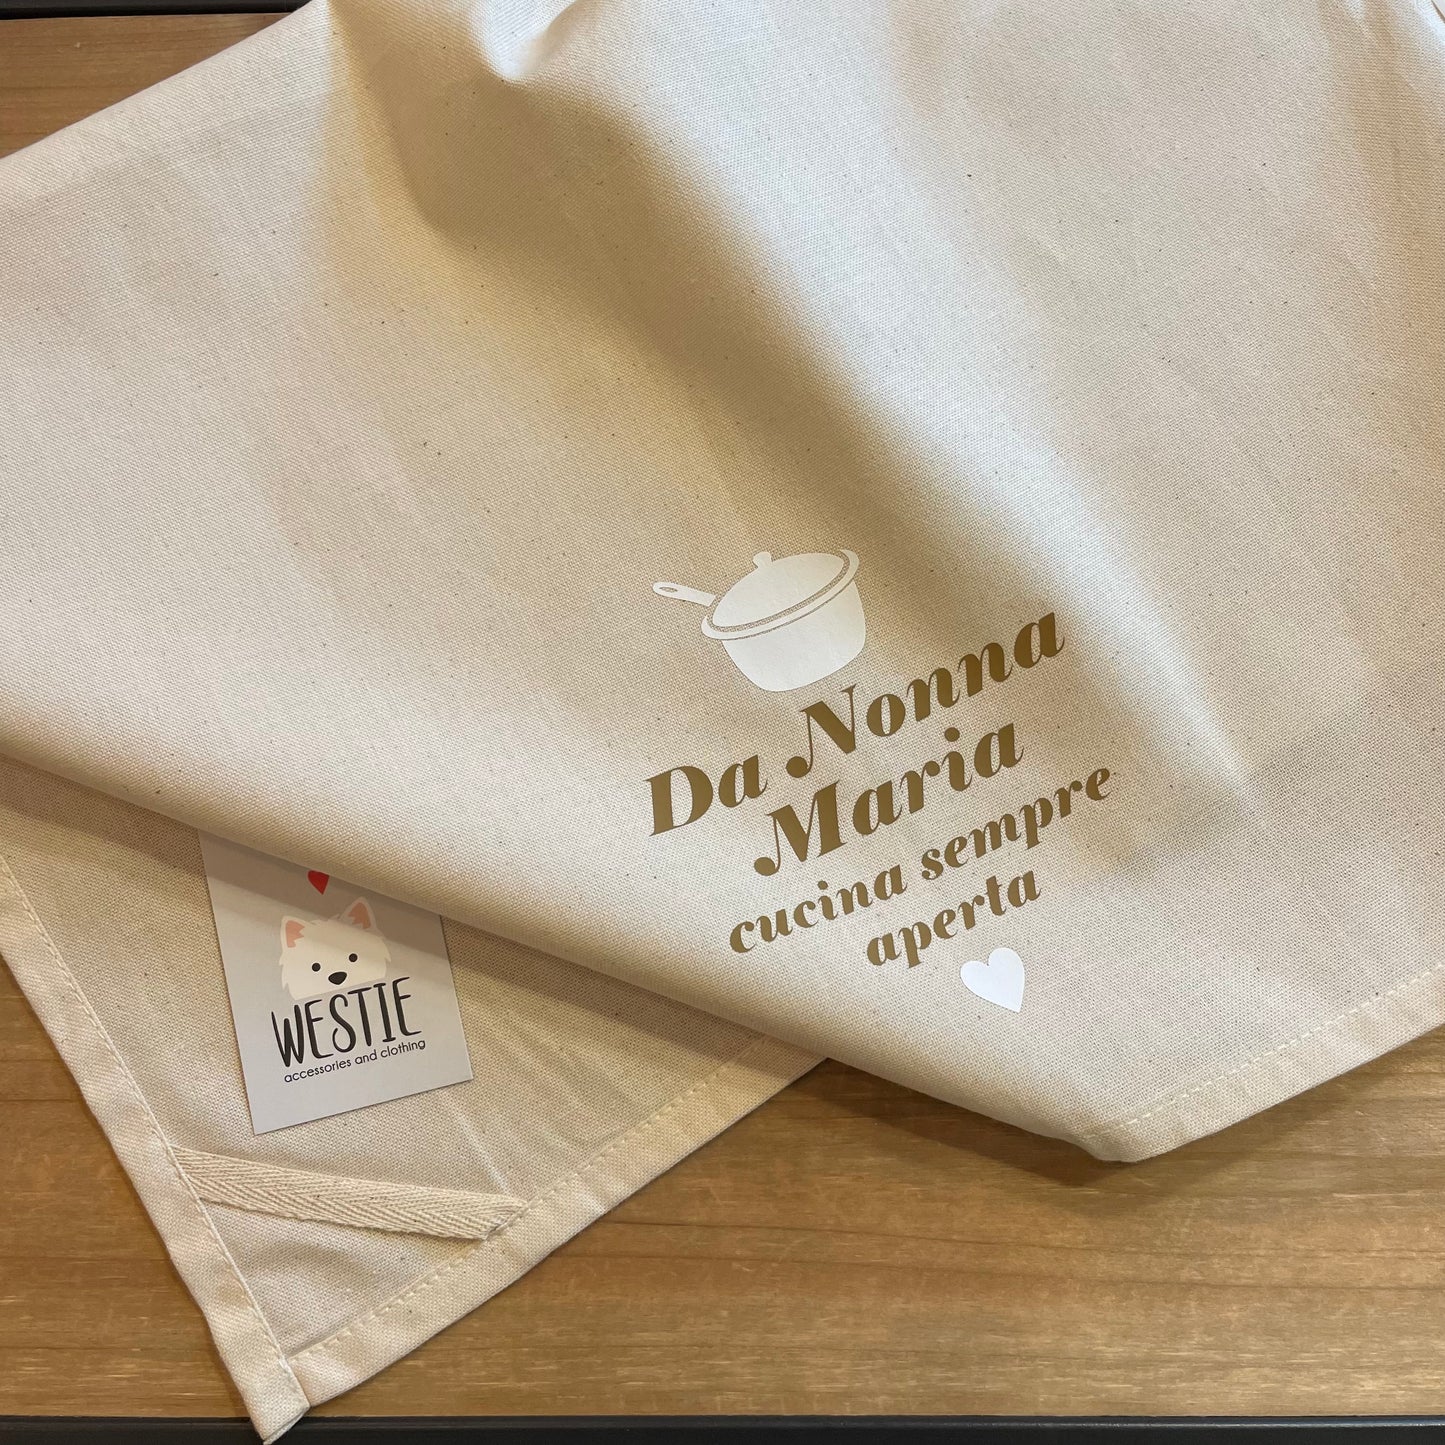 Da Nonna
Maria
cucina sempre
aperta
WESTIE
accessories and clothing